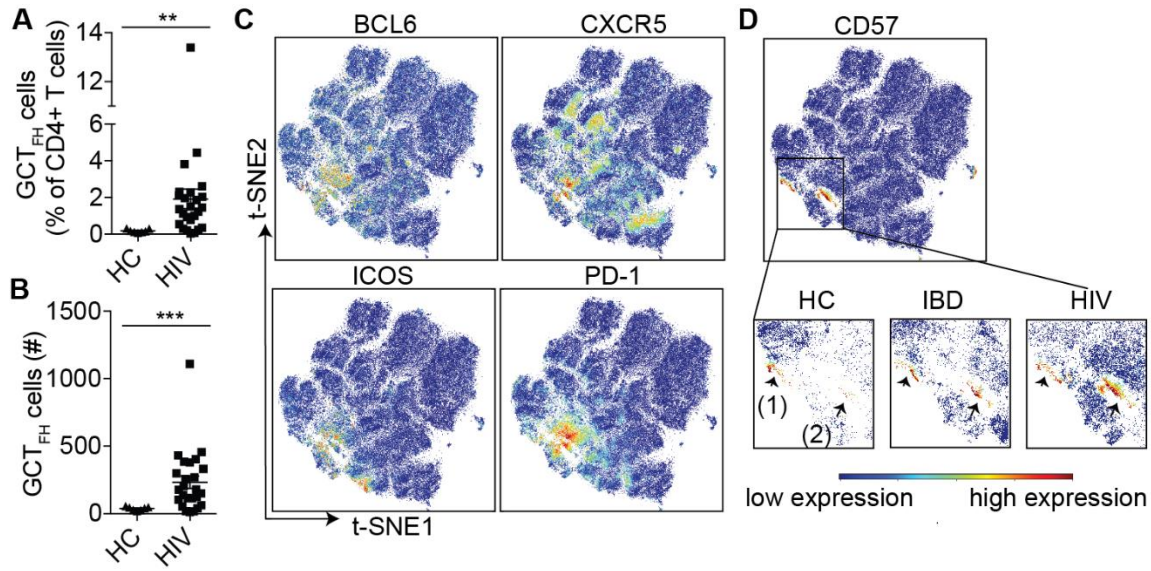 A
**
14
12
6
4
2
0
GCTFH cells
(% of CD4+ T cells)
HC
HIV
B
***
1500
1000
500
0
GCTFH cells (#)
HC
HIV
C
BCL6
CXCR5
ICOS
PD-1
t-SNE2
t-SNE1
D
CD57
HC
IBD
HIV
(1)
(2)
low expression
high expression